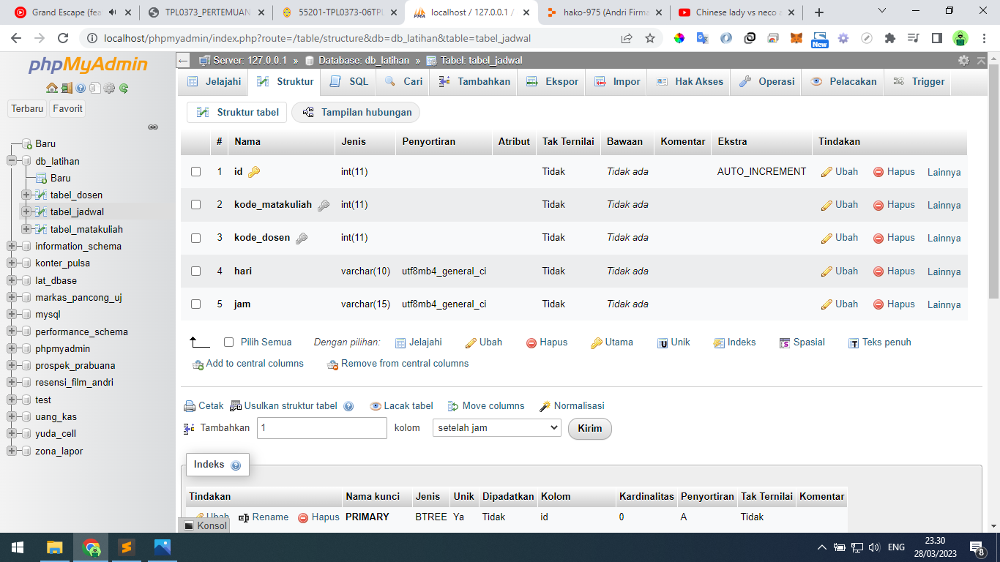 Grand Escape (fea
TPL0373_PERTEMUAN
55201-TPL0373-06TPL
localhost / 127.0.0.1 /
hako-975 (Andri Firma
Chinese lady vs neco a
localhost/phpmyadmin/index.php?route=/table/structure&db=db_latihan&table=tabel_jadwal
New
phpMyAdmin
Terbaru Favorit
Baru
db_latihan
Baru
tabel_dosen
tabel_jadwal
tabel_matakuliah
information_schema
konter_pulsa
lat_dbase
markas_pancong_uj
mysql
performance_schema
phpmyadmin
prospek_prabuana
resensi_film_andri
test
uang_kas
yuda_cell
zona_lapor
Server: 127.0.0.1 » Database: db_latihan » Tabel: tabel_jadwal
Jelajahi Struktur SQL Cari Tambahkan Ekspor Impor Hak Akses Operasi Pelacakan Trigger
Struktur tabel Tampilan hubungan
# Nama Jenis Penyortiran Atribut Tak Ternilai Bawaan Komentar Ekstra Tindakan
1 id int(11) Tidak Tidak ada AUTO_INCREMENT Ubah Hapus Lainnya
2 kode_matakuliah int(11) Tidak Tidak ada Ubah Hapus Lainnya
3 kode_dosen int(11) Tidak Tidak ada Ubah Hapus Lainnya
4 hari varchar(10) utf8mb4_general_ci Tidak Tidak ada Ubah Hapus Lainnya
5 jam varchar(15) utf8mb4_general_ci Tidak Tidak ada Ubah Hapus Lainnya
Pilih Semua Dengan pilihan: Jelajahi Ubah Hapus Utama Unik Indeks Spasial Teks penuh
Add to central columns Remove from central columns
Cetak Usulkan struktur tabel Lacak tabel Move columns Normalisasi
Tambahkan 1 kolom setelah jam Kirim
Indeks
Tindakan Nama kunci Jenis Unik Dipadatkan Kolom Kardinalitas Penyortiran Tak Ternilai Komentar
Ubah Rename Hapus PRIMARY BTREE Ya Tidak id 0 A Tidak
Konsol
ENG
23.30
28/03/2023
8